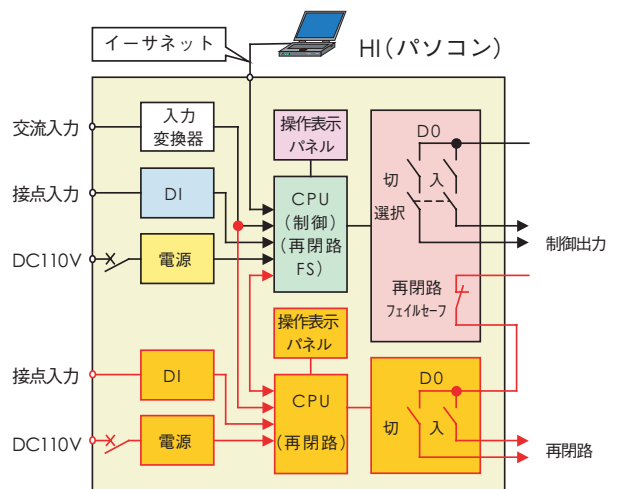 イーサネット
HI(パソコン)
交流入力
入力
変換器
操作表示
パネル
DO
切
入
選択
接点入力
DI
CPU
(制御)
(再閉路
FS)
制御出力
DC110V
電源
再閉路
フェイルセーフ
操作表示
パネル
接点入力
DI
CPU
(再閉路)
DO
切
入
DC110V
電源
再閉路